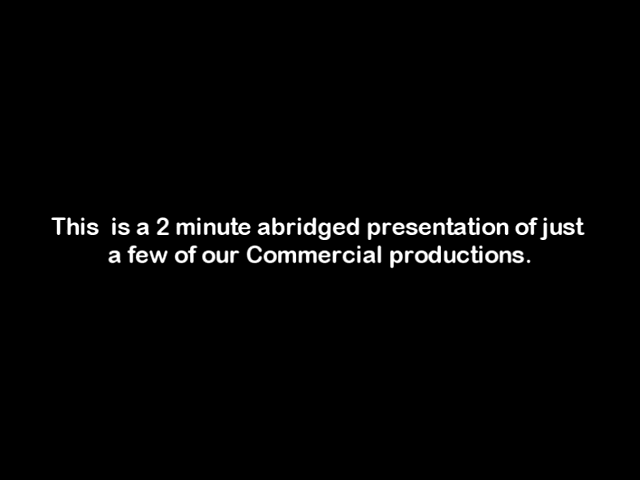 This  is a 2 minute abridged presentation of just
a few of our Commercial productions.